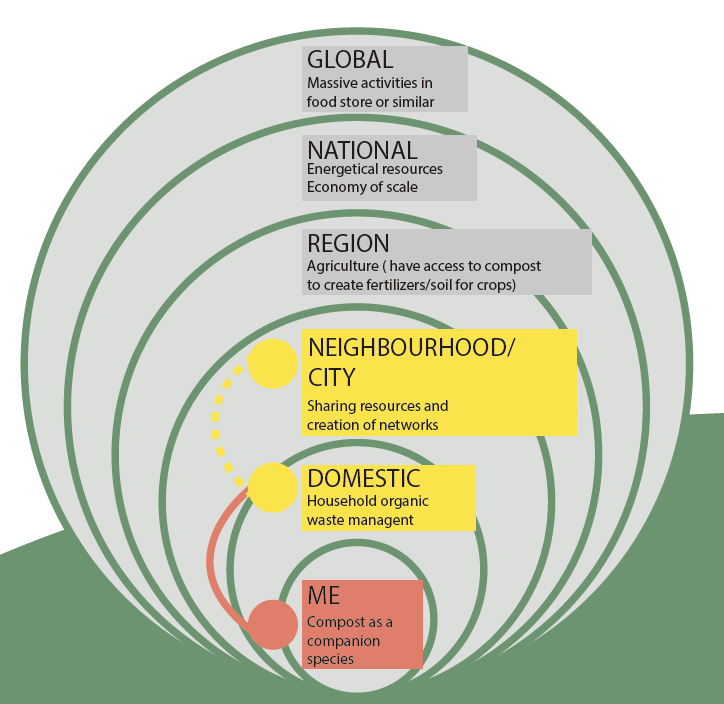 GLOBAL
Massive activities in
food store or similar
NATIONAL
Energetical resources
Economy of scale
REGION
Agriculture ( have access to compost
to create fertilizers/soil for crops)
NEIGHBOURHOOD/
CITY
Sharing resources and
creation of networks
DOMESTIC
Household organic
waste managent
ME
Compost as a
companion
species